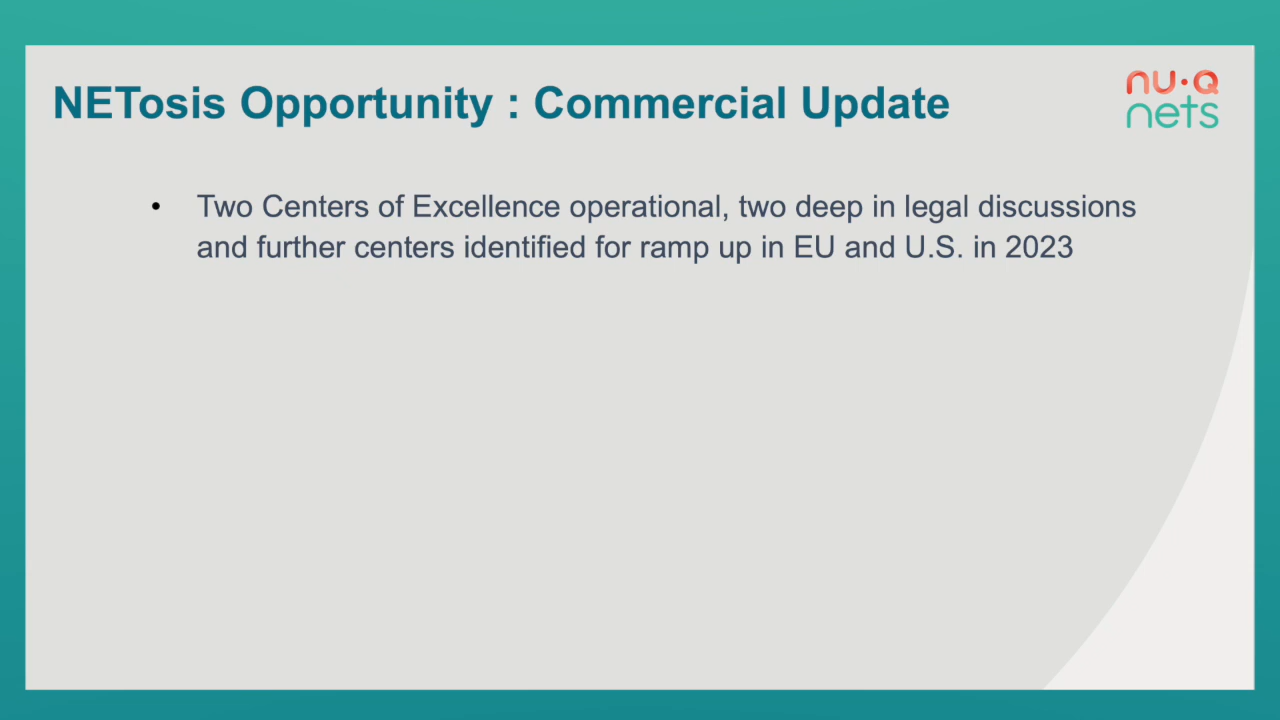 NETosis Opportunity : Commercial Update
nu·Q
nets
• Two Centers of Excellence operational, two deep in legal discussions
and further centers identified for ramp up in EU and U.S. in 2023